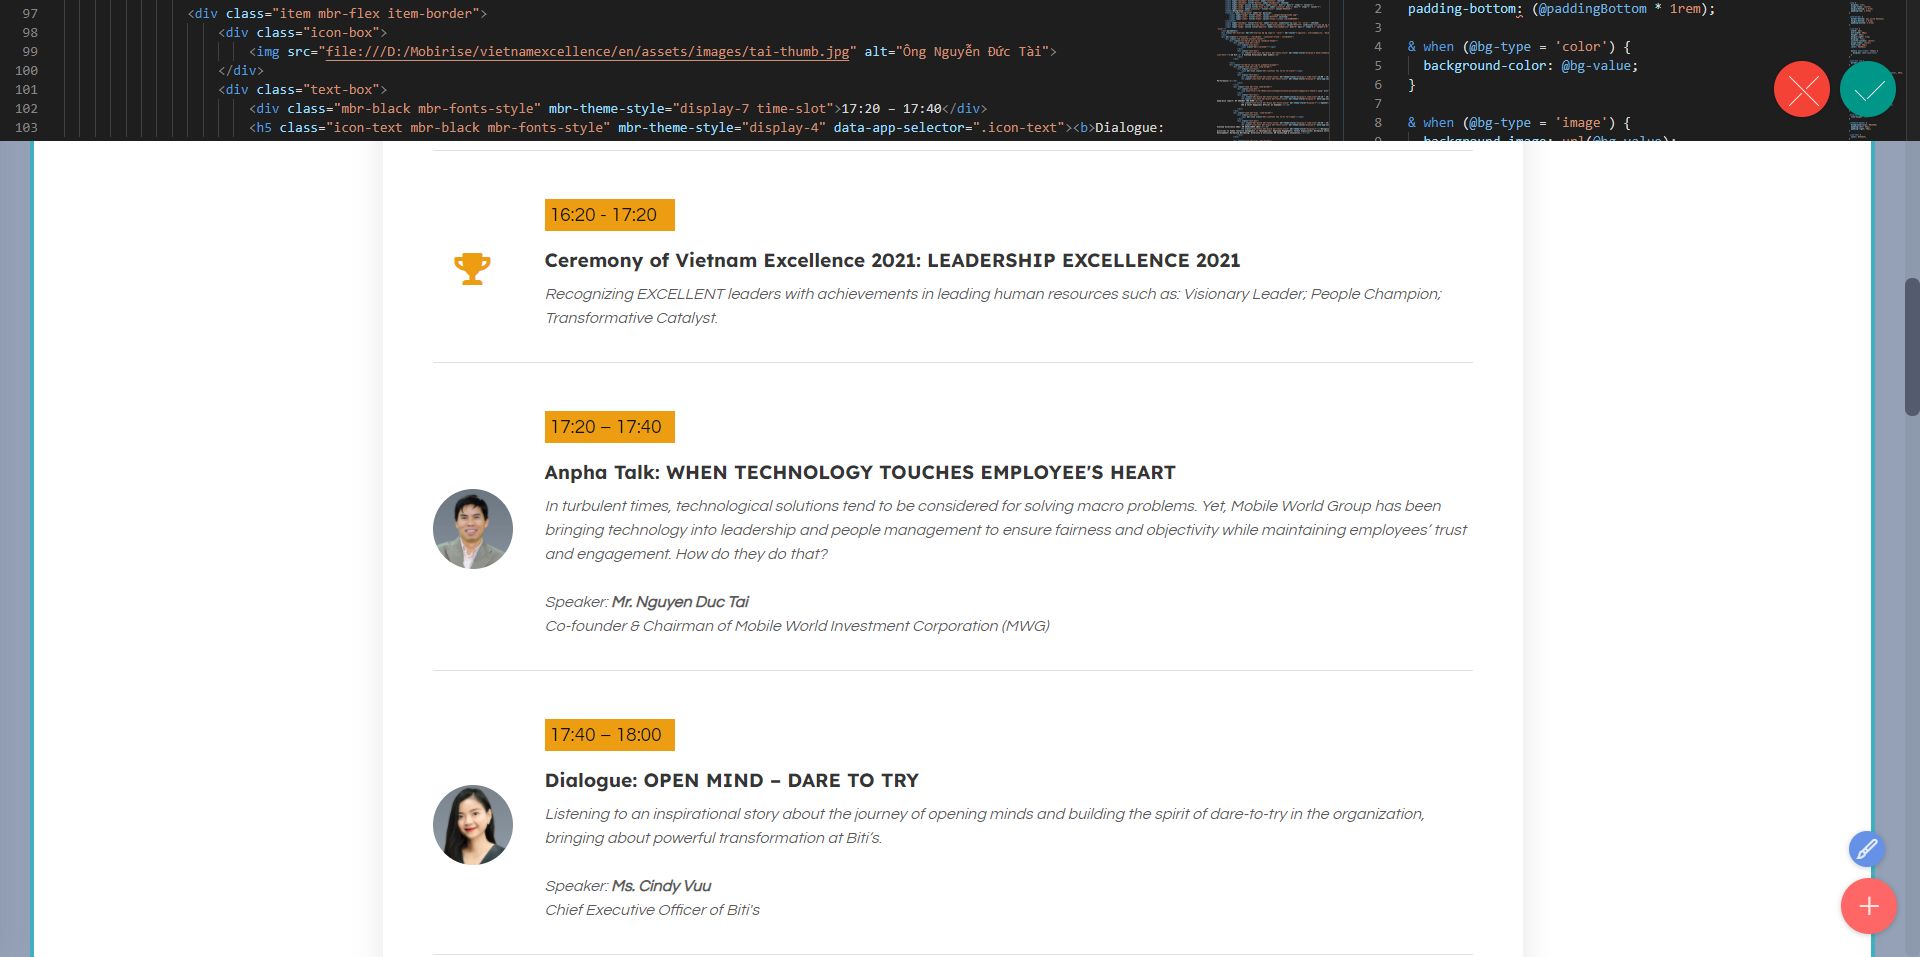 97 <div class="item mbr-flex item-border">
98 <div class="icon-box">
99 <img src="file:///D:/Mobirise/vietnamexcellence/en/assets/images/tai-thumb.jpg" alt="Ông Nguyễn Đức Tài">
100 </div>
101 <div class="text-box">
102 <div class="mbr-black mbr-fonts-style" mbr-theme-style="display-7 time-slot">17:20 – 17:40</div>
103 <h5 class="icon-text mbr-black mbr-fonts-style" mbr-theme-style="display-4" data-app-selector=".icon-text"><b>Dialogue:
2 padding-bottom: (@paddingBottom * 1rem);
3
4 & when (@bg-type = 'color') {
5 background-color: @bg-value;
6 }
7
8 & when (@bg-type = 'image') {
9 background-image: url(@bg-value);
16:20 - 17:20
Ceremony of Vietnam Excellence 2021: LEADERSHIP EXCELLENCE 2021
Recognizing EXCELLENT leaders with achievements in leading human resources such as: Visionary Leader; People Champion;
Transformative Catalyst.
17:20 – 17:40
Anpha Talk: WHEN TECHNOLOGY TOUCHES EMPLOYEE'S HEART
In turbulent times, technological solutions tend to be considered for solving macro problems. Yet, Mobile World Group has been
bringing technology into leadership and people management to ensure fairness and objectivity while maintaining employees’ trust
and engagement. How do they do that?
Speaker: Mr. Nguyen Duc Tai
Co-founder & Chairman of Mobile World Investment Corporation (MWG)
17:40 – 18:00
Dialogue: OPEN MIND – DARE TO TRY
Listening to an inspirational story about the journey of opening minds and building the spirit of dare-to-try in the organization,
bringing about powerful transformation at Biti’s.
Speaker: Ms. Cindy Vuu
Chief Executive Officer of Biti's